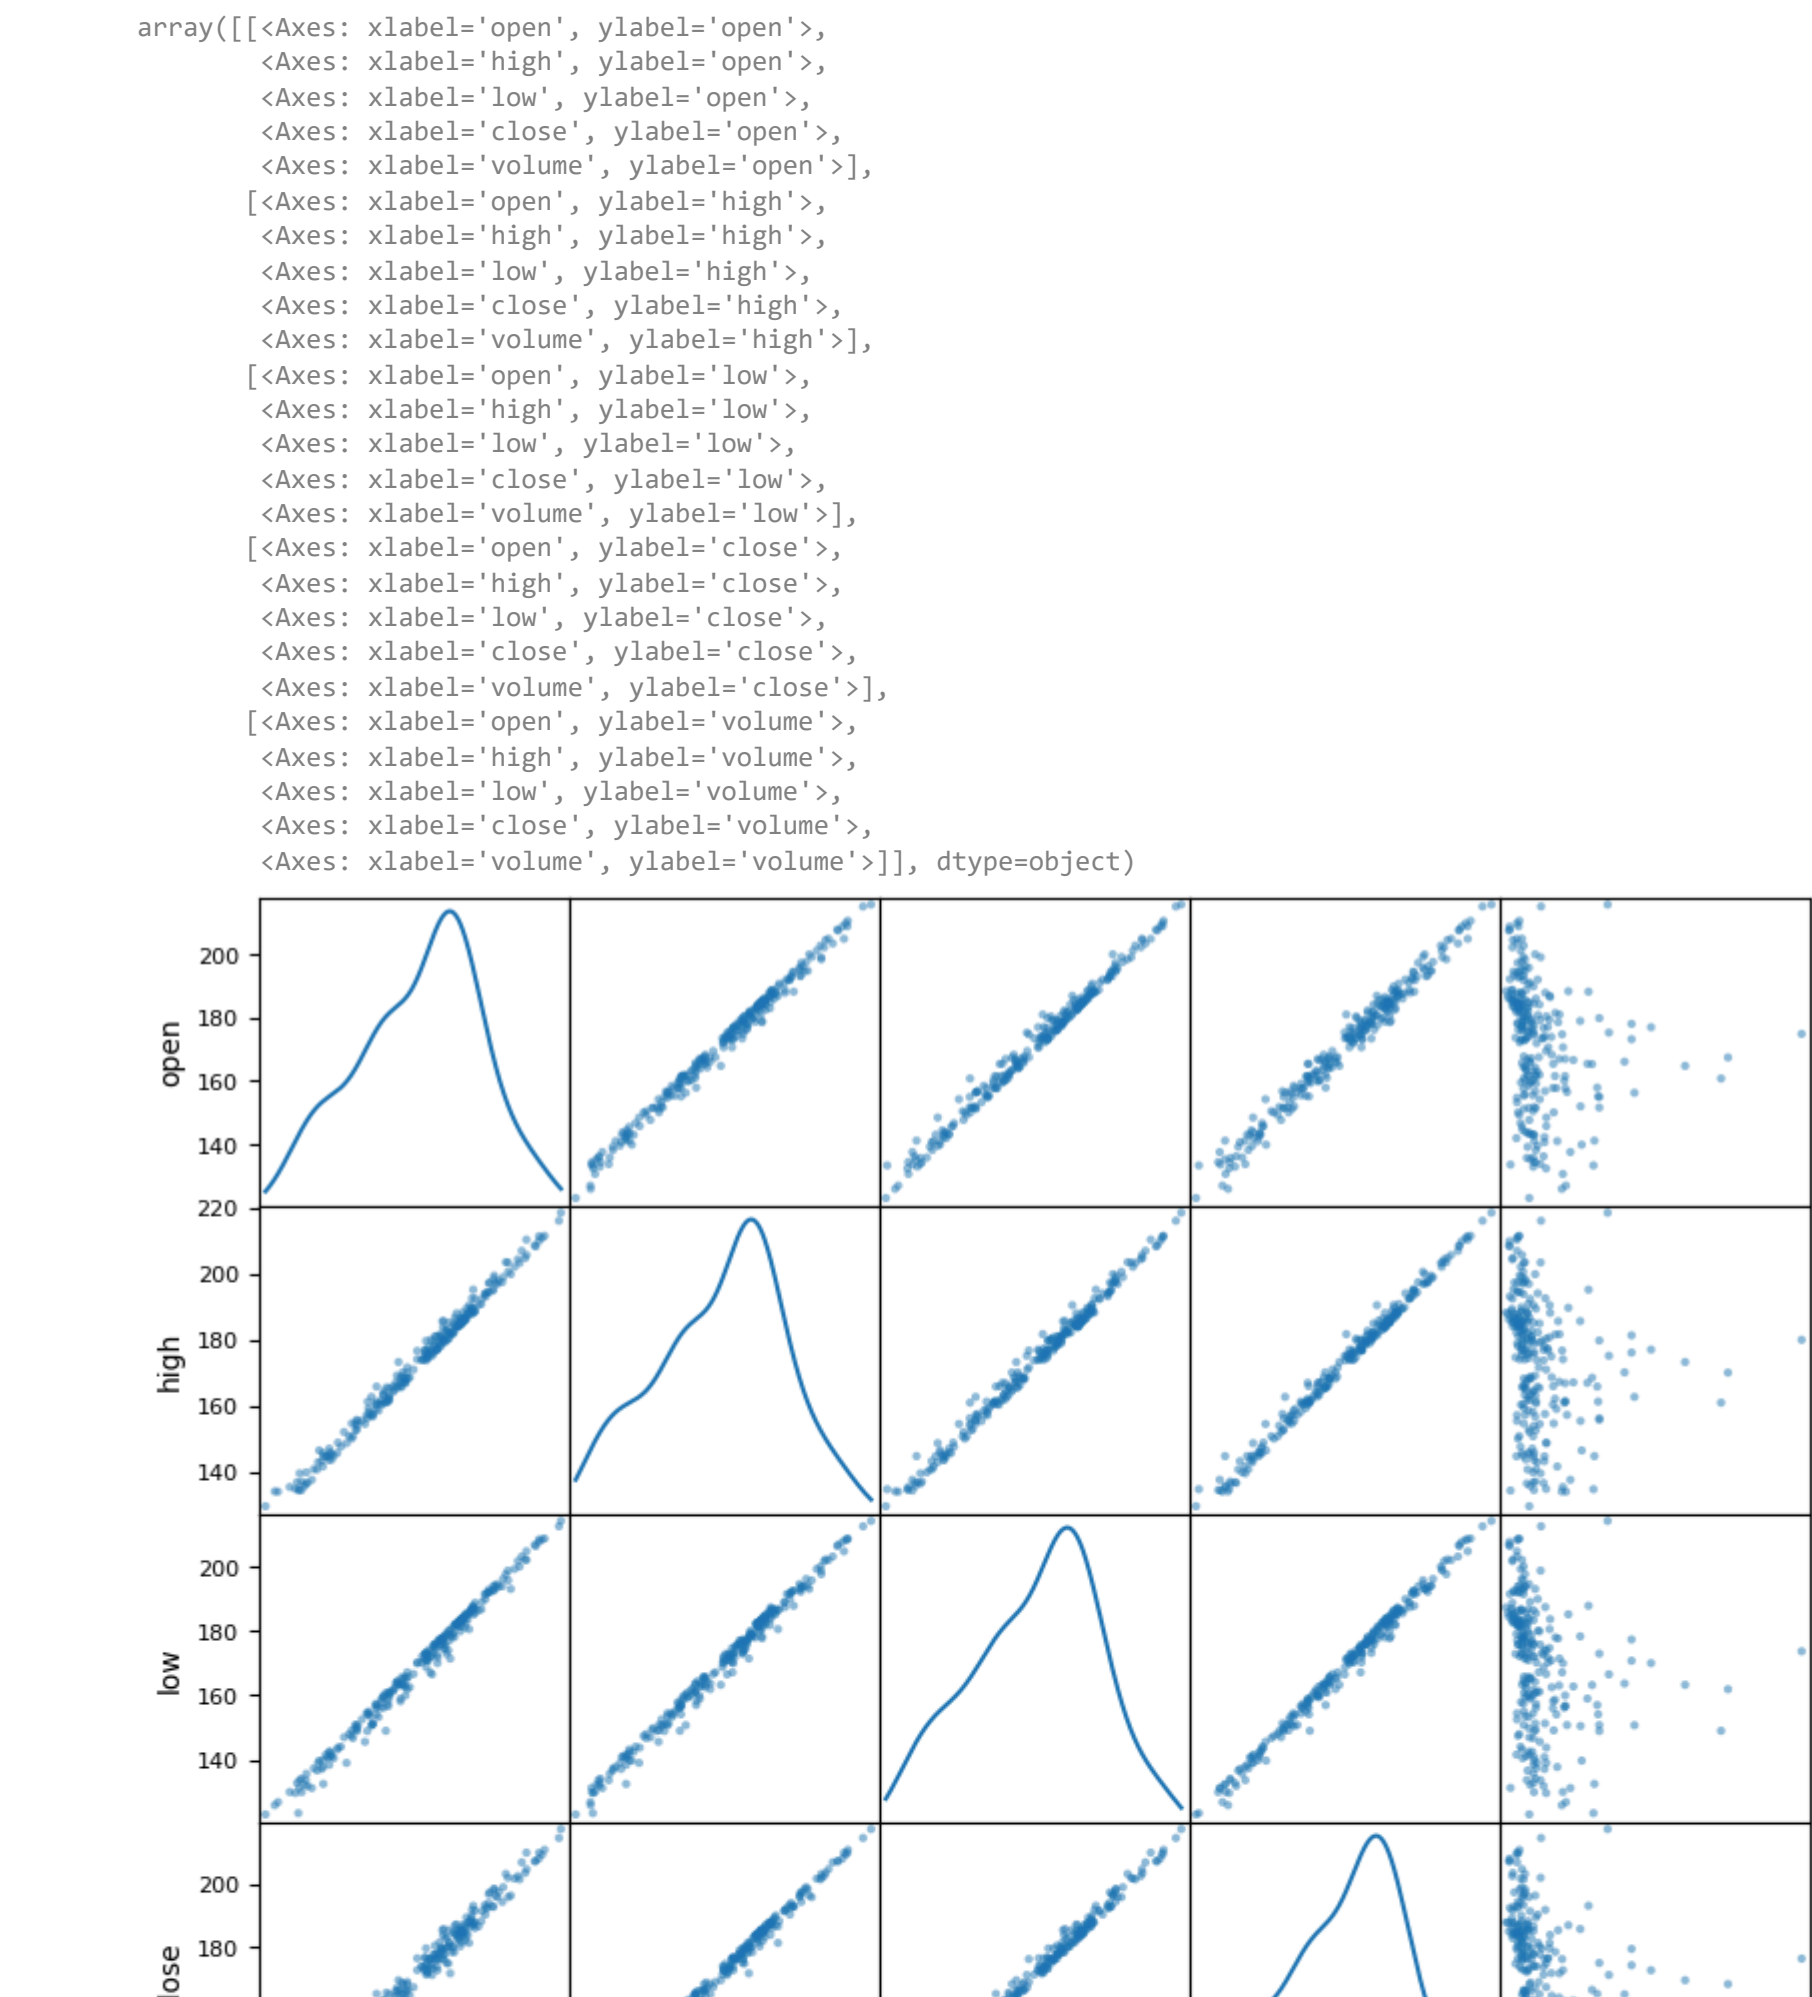 array([[<Axes: xlabel='open', ylabel='open'>,
<Axes: xlabel='high', ylabel='open'>,
<Axes: xlabel='low', ylabel='open'>,
<Axes: xlabel='close', ylabel='open'>,
<Axes: xlabel='volume', ylabel='open'>],
[<Axes: xlabel='open', ylabel='high'>,
<Axes: xlabel='high', ylabel='high'>,
<Axes: xlabel='low', ylabel='high'>,
<Axes: xlabel='close', ylabel='high'>,
<Axes: xlabel='volume', ylabel='high'>],
[<Axes: xlabel='open', ylabel='low'>,
<Axes: xlabel='high', ylabel='low'>,
<Axes: xlabel='low', ylabel='low'>,
<Axes: xlabel='close', ylabel='low'>,
<Axes: xlabel='volume', ylabel='low'>],
[<Axes: xlabel='open', ylabel='close'>,
<Axes: xlabel='high', ylabel='close'>,
<Axes: xlabel='low', ylabel='close'>,
<Axes: xlabel='close', ylabel='close'>,
<Axes: xlabel='volume', ylabel='close'>],
[<Axes: xlabel='open', ylabel='volume'>,
<Axes: xlabel='high', ylabel='volume'>,
<Axes: xlabel='low', ylabel='volume'>,
<Axes: xlabel='close', ylabel='volume'>,
<Axes: xlabel='volume', ylabel='volume'>]], dtype=object)
open
200
180
160
140
high
220
200
180
160
140
low
200
180
160
140
lose
200
180